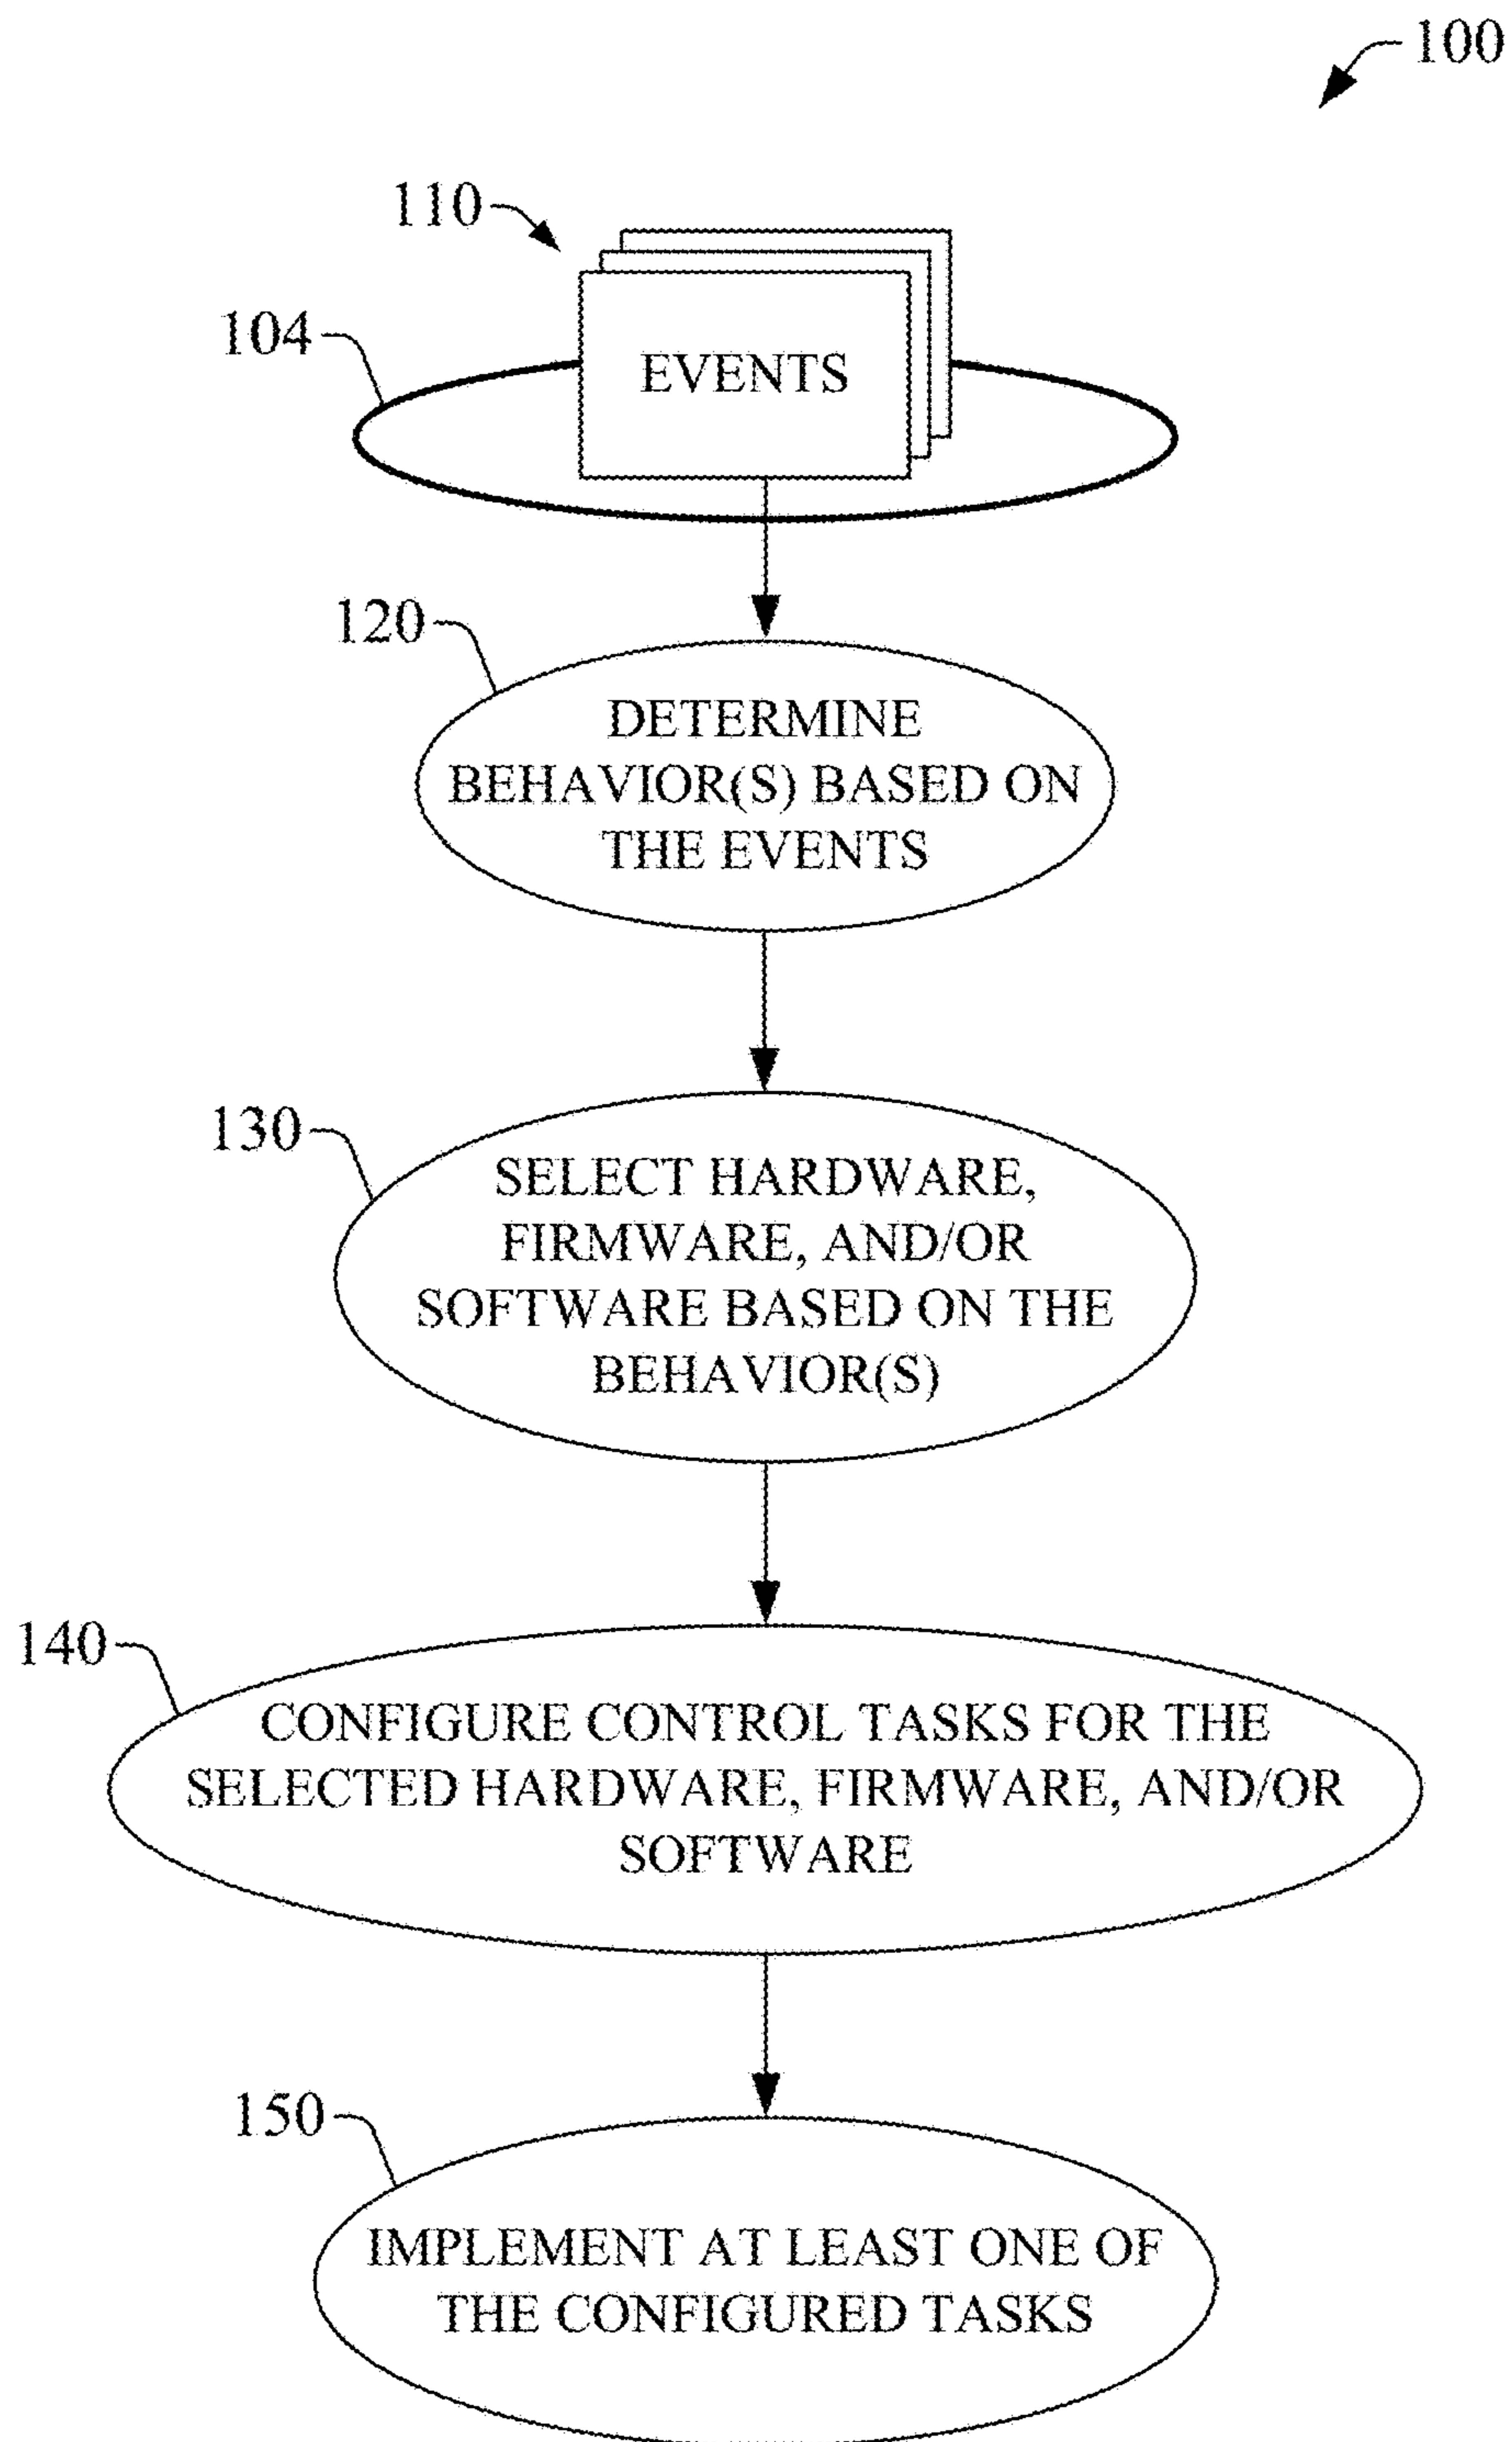 100
110
104
EVENTS
120
DETERMINE
BEHAVIOR(S) BASED ON
THE EVENTS
130
SELECT HARDWARE,
FIRMWARE, AND/OR
SOFTWARE BASED ON THE
BEHAVIOR(S)
140
CONFIGURE CONTROL TASKS FOR THE
SELECTED HARDWARE, FIRMWARE, AND/OR
SOFTWARE
150
IMPLEMENT AT LEAST ONE OF
THE CONFIGURED TASKS